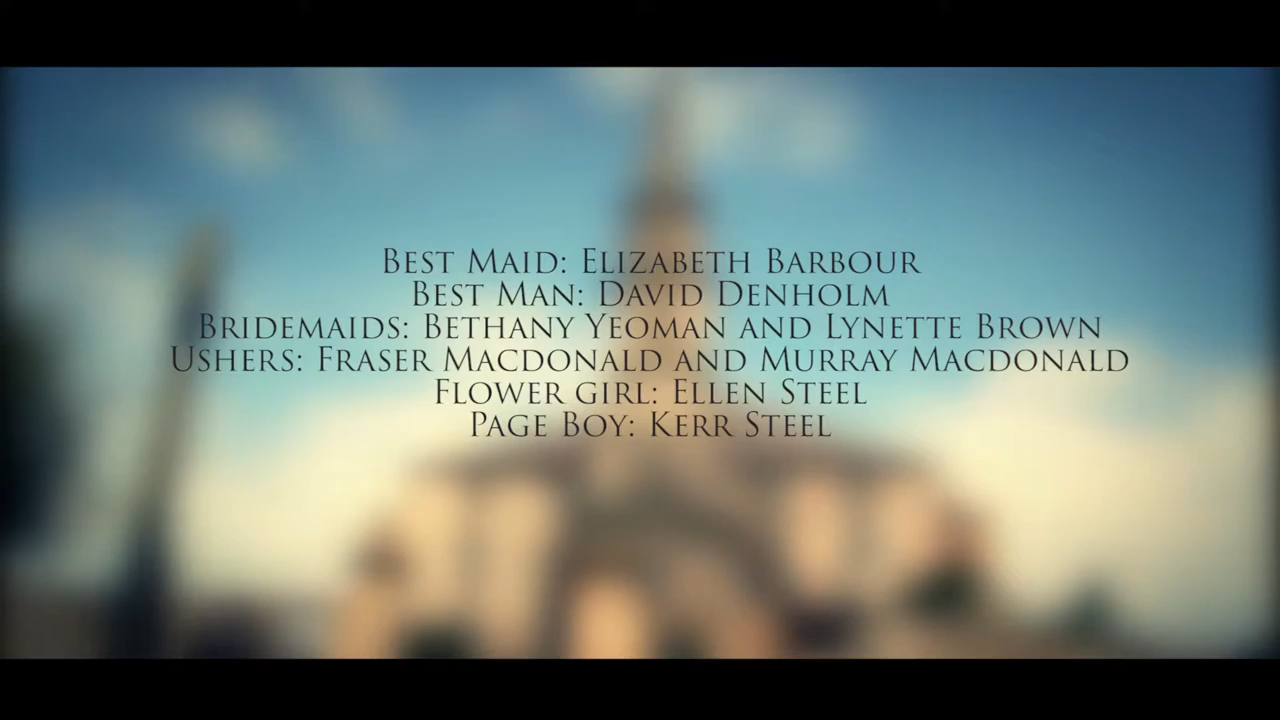 Best Maid: Elizabeth Barbour
Best Man: David Denholm
Bridemaids: Bethany Yeoman and Lynette Brown
Ushers: Fraser Macdonald and Murray Macdonald
Flower girl: Ellen Steel
Page Boy: Kerr Steel